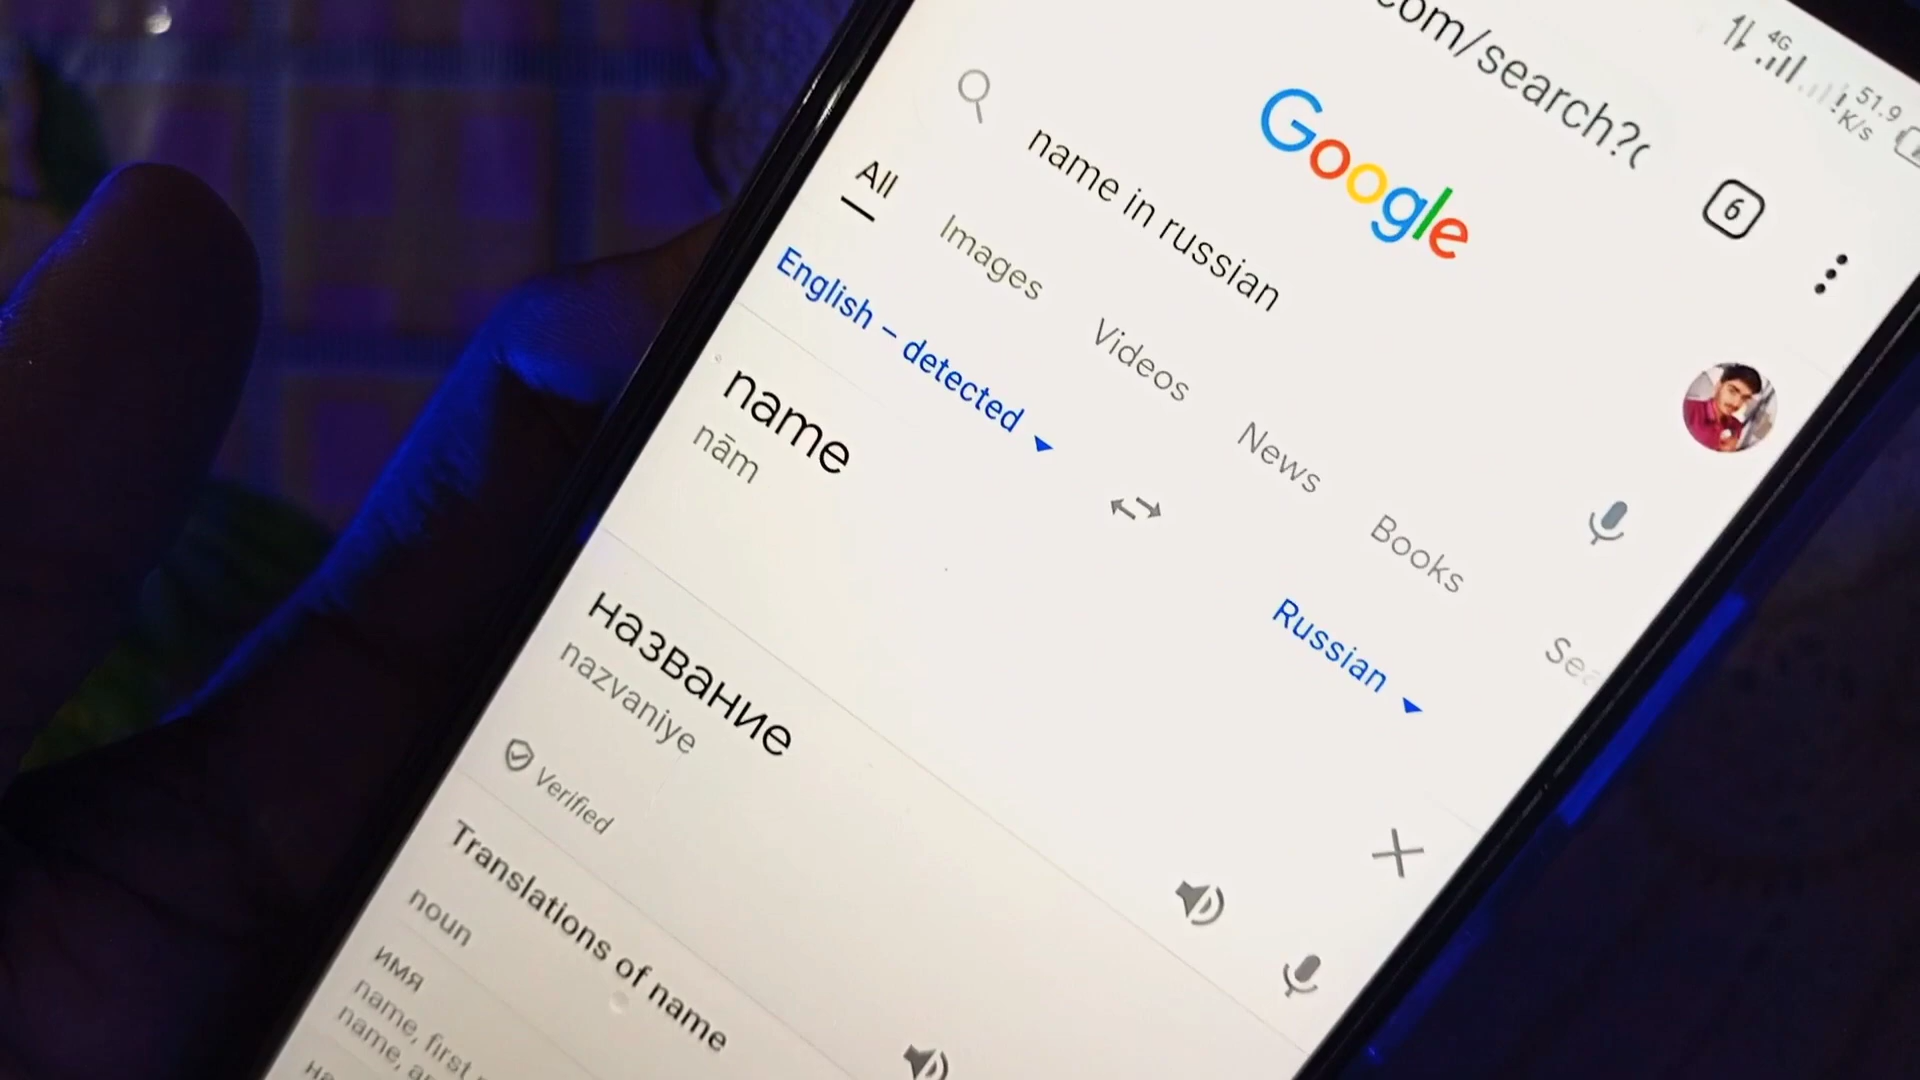 4G 51.9 K/s
com/search?
6
Google
name in russian
All Images Videos News Books
English – detected
Russian
name
nām
название
nazvaniye
Verified
Translations of name
noun
имя
name, first
name,